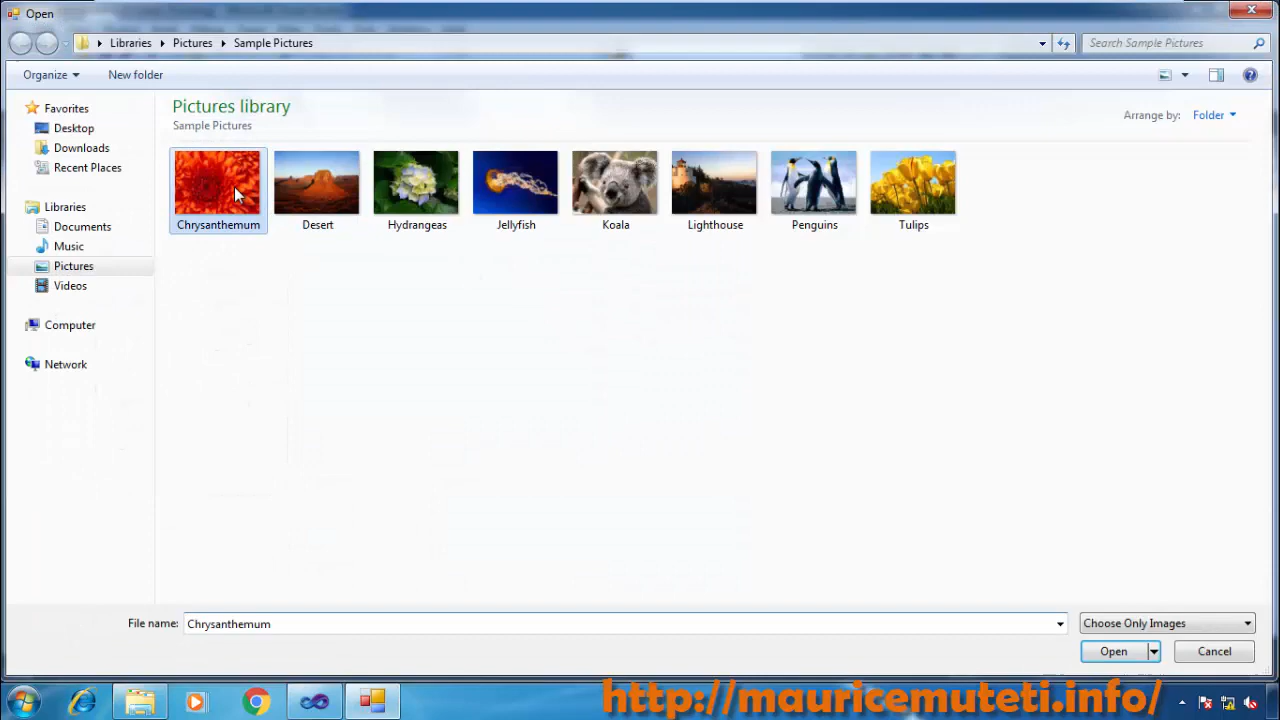 Open
Libraries Pictures Sample Pictures
Search Sample Pictures
Organize New folder
Pictures library
Sample Pictures
Arrange by: Folder
Favorites
Desktop
Downloads
Recent Places
Libraries
Documents
Music
Pictures
Videos
Computer
Network
Chrysanthemum Desert Hydrangeas Jellyfish Koala Lighthouse Penguins Tulips
File name: Chrysanthemum Choose Only Images
Open Cancel
http://mauricemuteti.info/